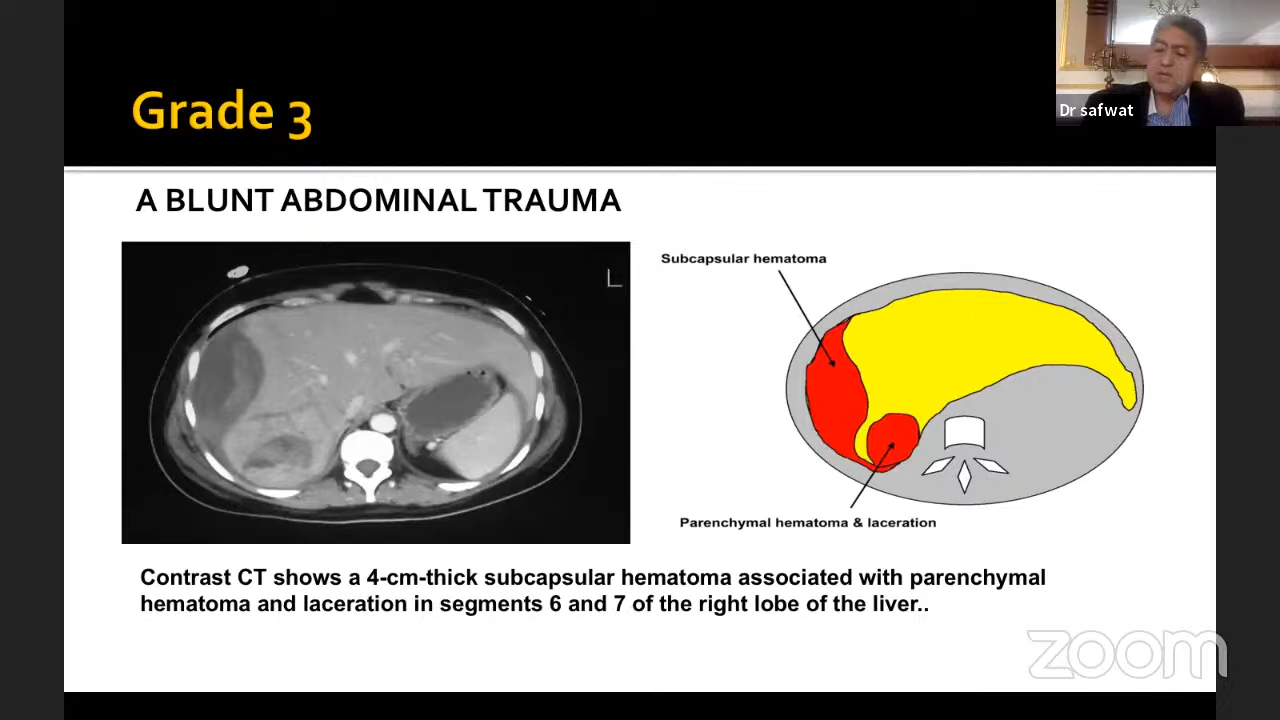 Grade 3
Dr safwat
A BLUNT ABDOMINAL TRAUMA
L
Subcapsular hematoma
Parenchymal hematoma & laceration
Contrast CT shows a 4-cm-thick subcapsular hematoma associated with parenchymal
hematoma and laceration in segments 6 and 7 of the right lobe of the liver..
zoom